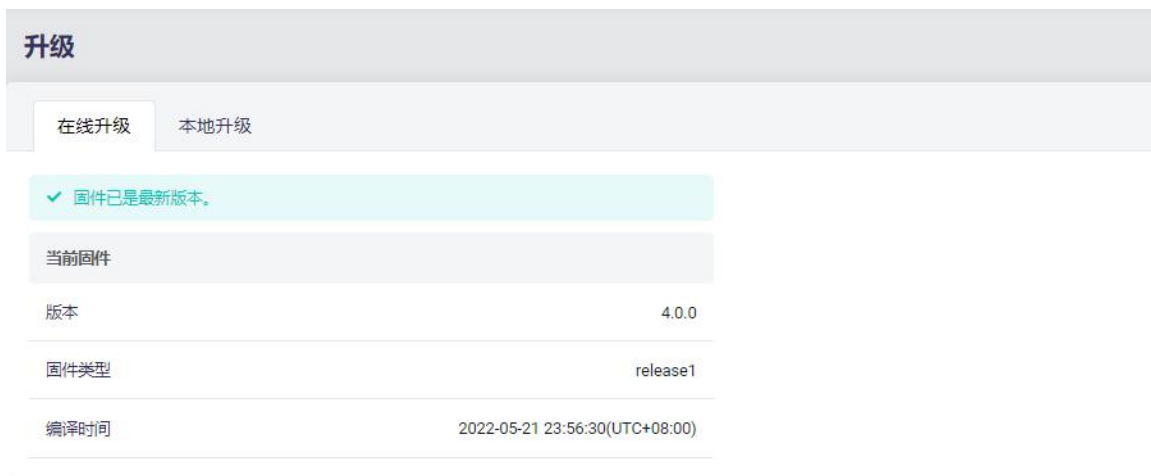 升级
在线升级 本地升级
固件已是最新版本。
当前固件
版本 4.0.0
固件类型 release1
编译时间 2022-05-21 23:56:30(UTC+08:00)